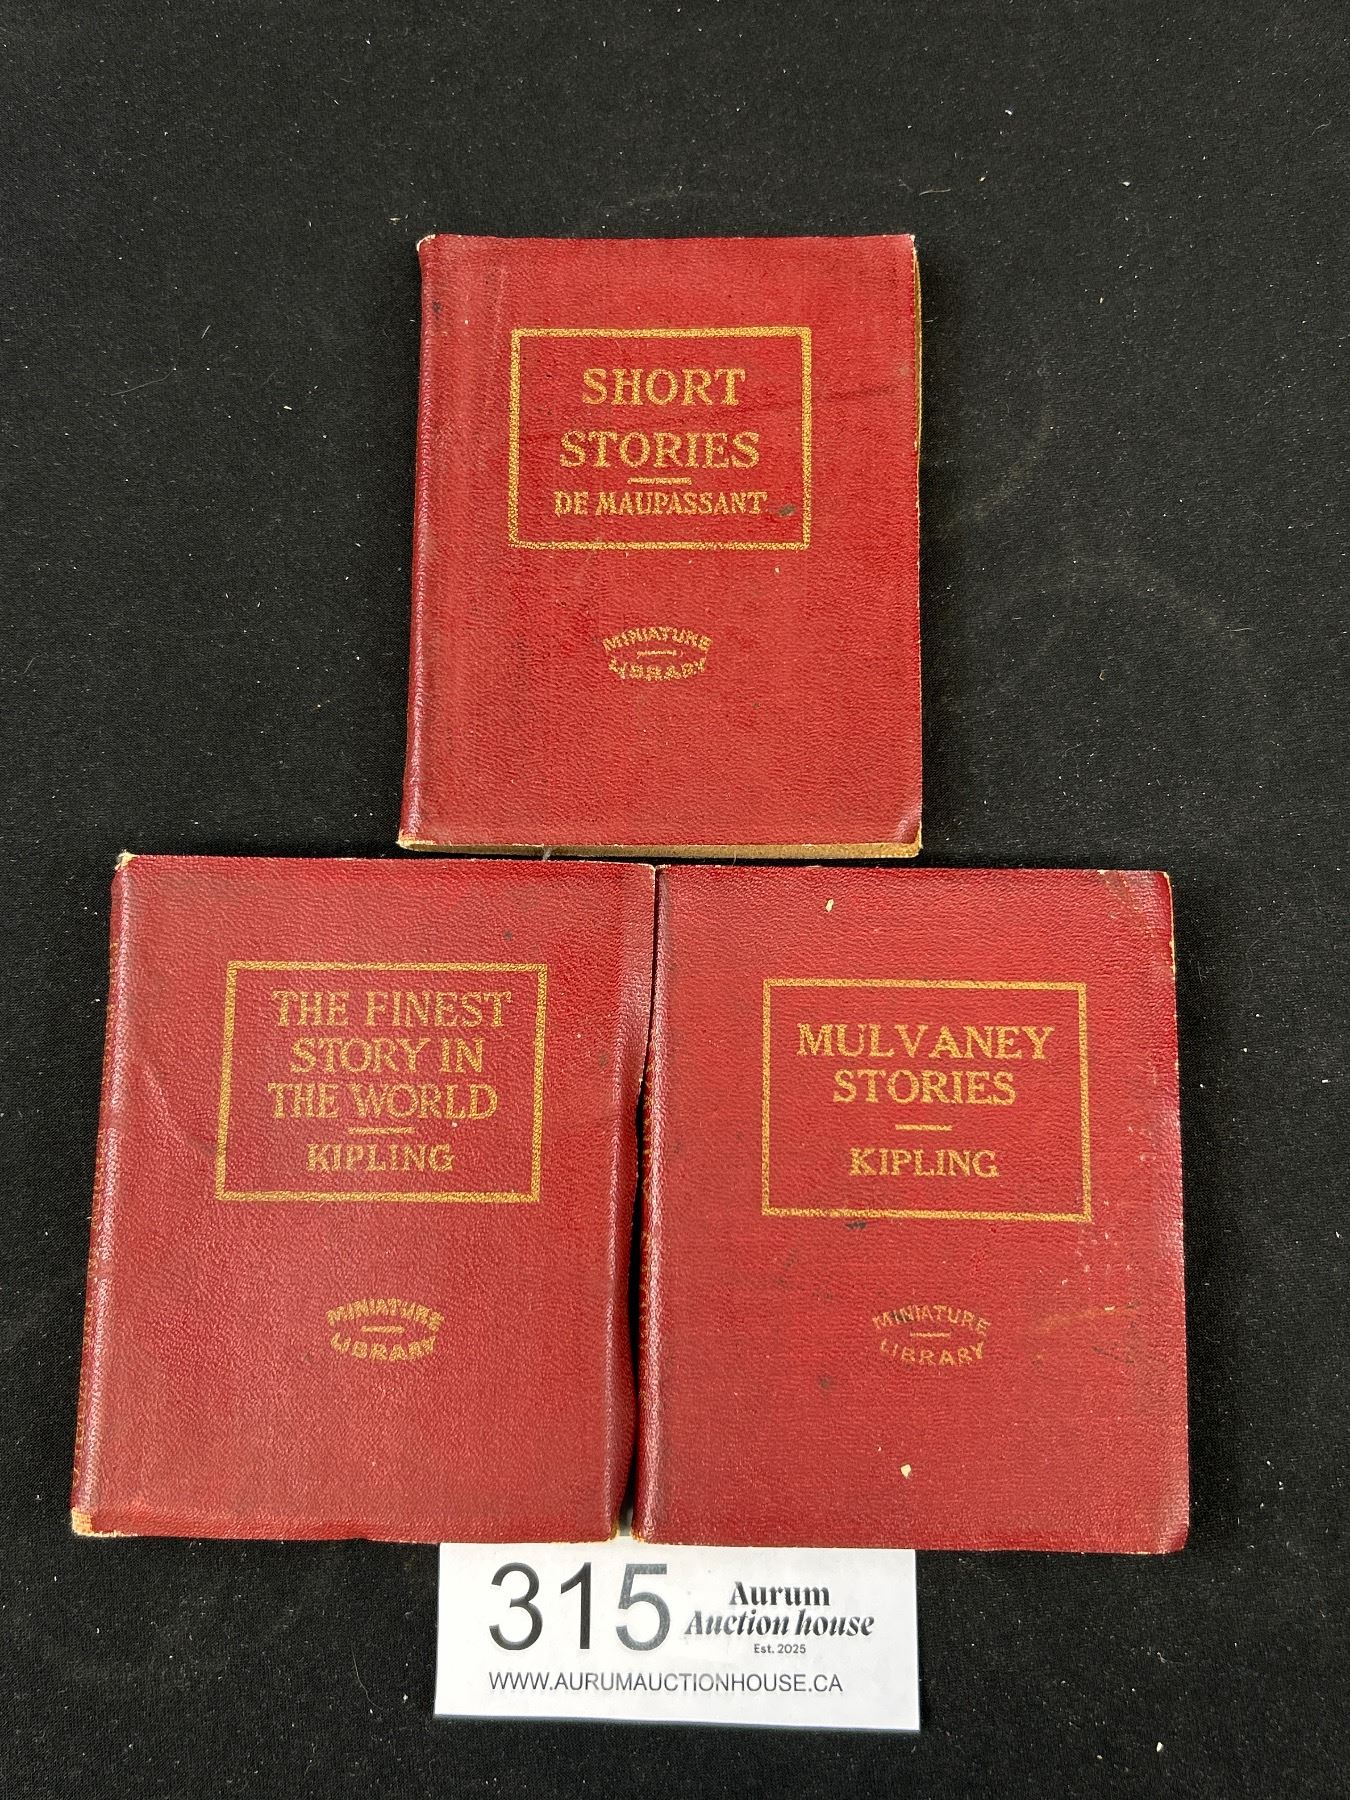 SHORT
STORIES
DE MAUPASSANT
MINIATURE
LIBRARY
THE FINEST
STORY IN
THE WORLD
KIPLING
MINIATURE
LIBRARY
MULVANEY
STORIES
KIPLING
MINIATURE
LIBRARY
315
Aurum
Auction house
Est. 2025
WWW.AURUMAUCTIONHOUSE.CA